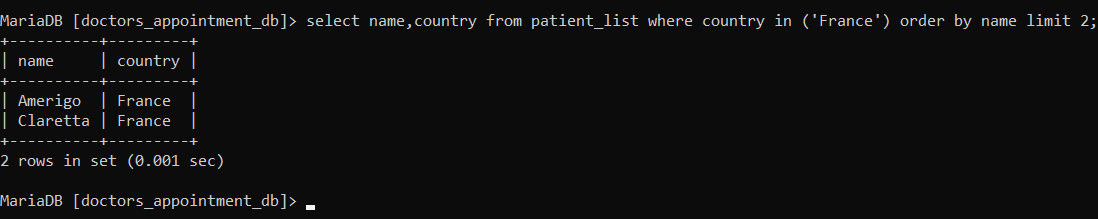 MariaDB [doctors_appointment_db]> select name,country from patient_list where country in ('France') order by name limit 2;
+----------+---------+
| name     | country |
+----------+---------+
| Amerigo  | France  |
| Claretta | France  |
+----------+---------+
2 rows in set (0.001 sec)
MariaDB [doctors_appointment_db]> _